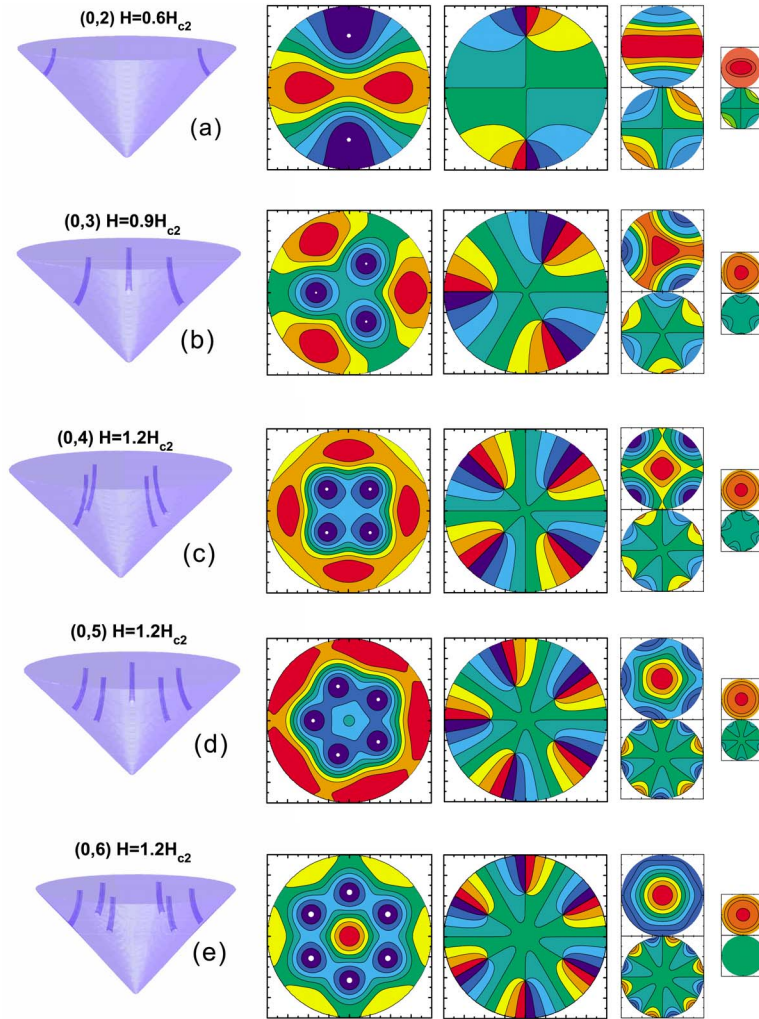 (0,2) H=0.6Hc2
(a)
(0,3) H=0.9Hc2
(b)
(0,4) H=1.2Hc2
(c)
(0,5) H=1.2Hc2
(d)
(0,6) H=1.2Hc2
(e)